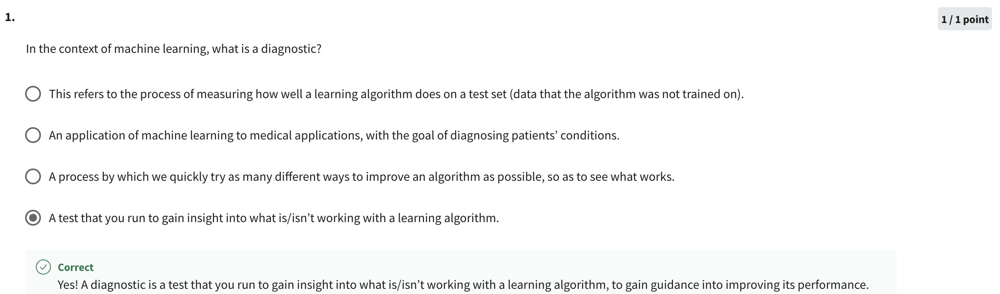 1.
1 / 1 point
In the context of machine learning, what is a diagnostic?
This refers to the process of measuring how well a learning algorithm does on a test set (data that the algorithm was not trained on).
An application of machine learning to medical applications, with the goal of diagnosing patients’ conditions.
A process by which we quickly try as many different ways to improve an algorithm as possible, so as to see what works.
A test that you run to gain insight into what is/isn’t working with a learning algorithm.
Correct
Yes! A diagnostic is a test that you run to gain insight into what is/isn’t working with a learning algorithm, to gain guidance into improving its performance.